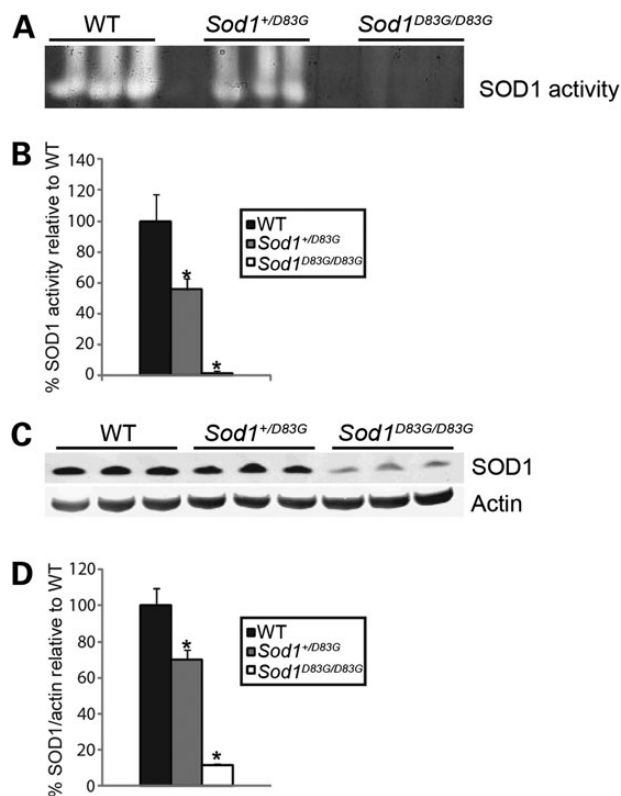 A
WT
Sod1+/D83G
Sod1D83G/D83G
SOD1 activity
B
% SOD1 activity relative to WT
140
120
100
80
60
40
20
0
*
*
WT
Sod1+/D83G
Sod1D83G/D83G
C
WT
Sod1+/D83G
Sod1D83G/D83G
SOD1
Actin
D
% SOD1/actin relative to WT
120
100
80
60
40
20
0
*
*
WT
Sod1+/D83G
Sod1D83G/D83G